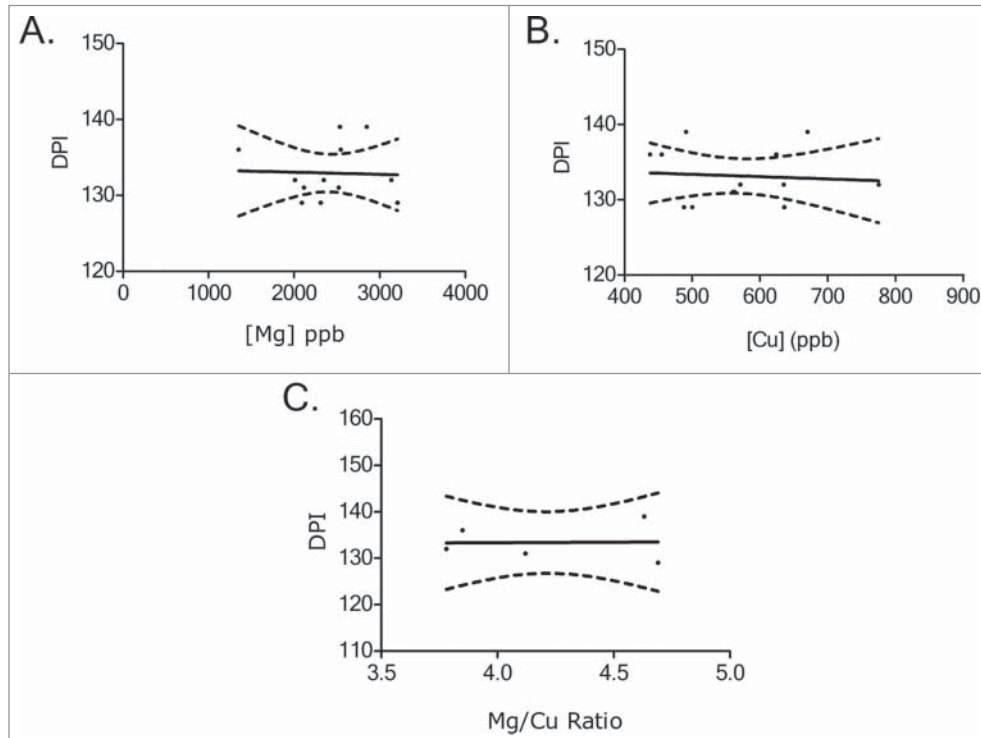 A.
150
140
130
120
DPI
0 1000 2000 3000 4000
[Mg] ppb
B.
150
140
130
120
DPI
400 500 600 700 800 900
[Cu] (ppb)
C.
160
150
140
130
120
110
DPI
3.5 4.0 4.5 5.0
Mg/Cu Ratio